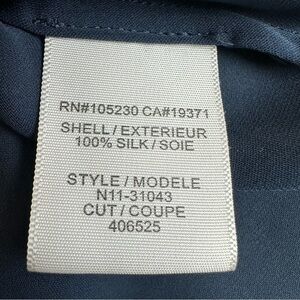 RN#105230 CA#19371
SHELL/EXTERIEUR
100% SILK/SOIE
STYLE/MODELE
N11-31043
CUT/COUPE
406525